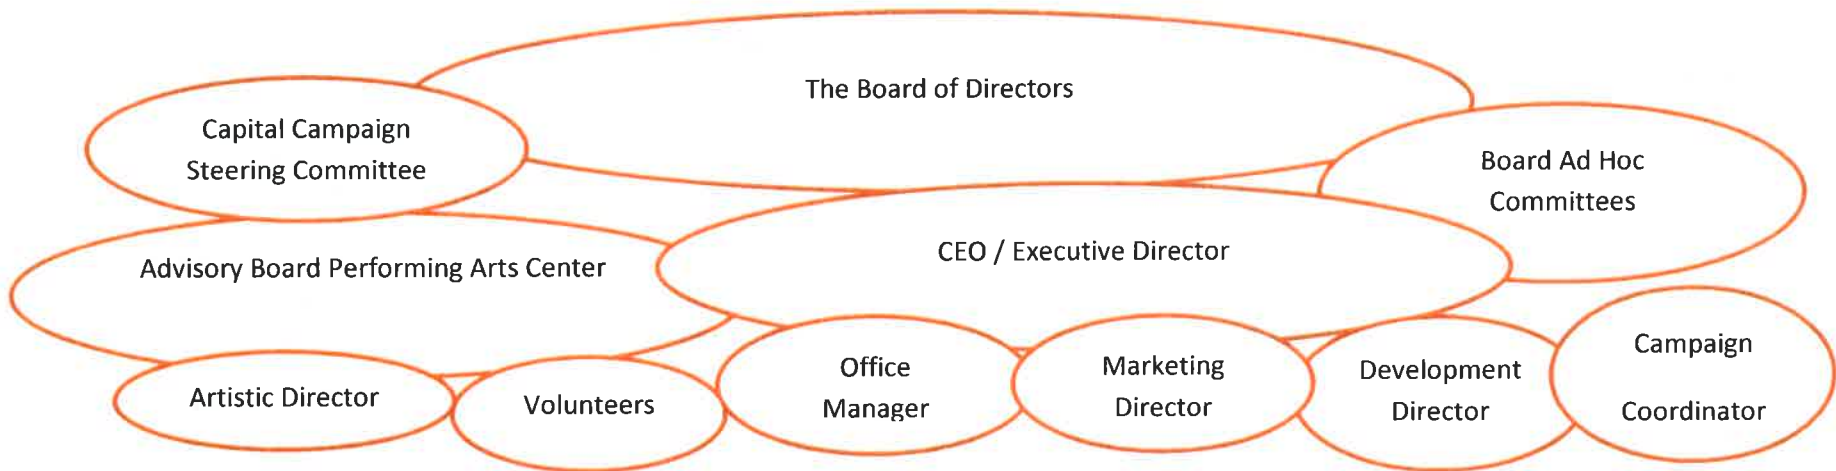 The Board of Directors
Capital Campaign
Steering Committee
Board Ad Hoc
Committees
CEO / Executive Director
Advisory Board Performing Arts Center
Artistic Director
Volunteers
Office
Manager
Marketing
Director
Development
Director
Campaign
Coordinator